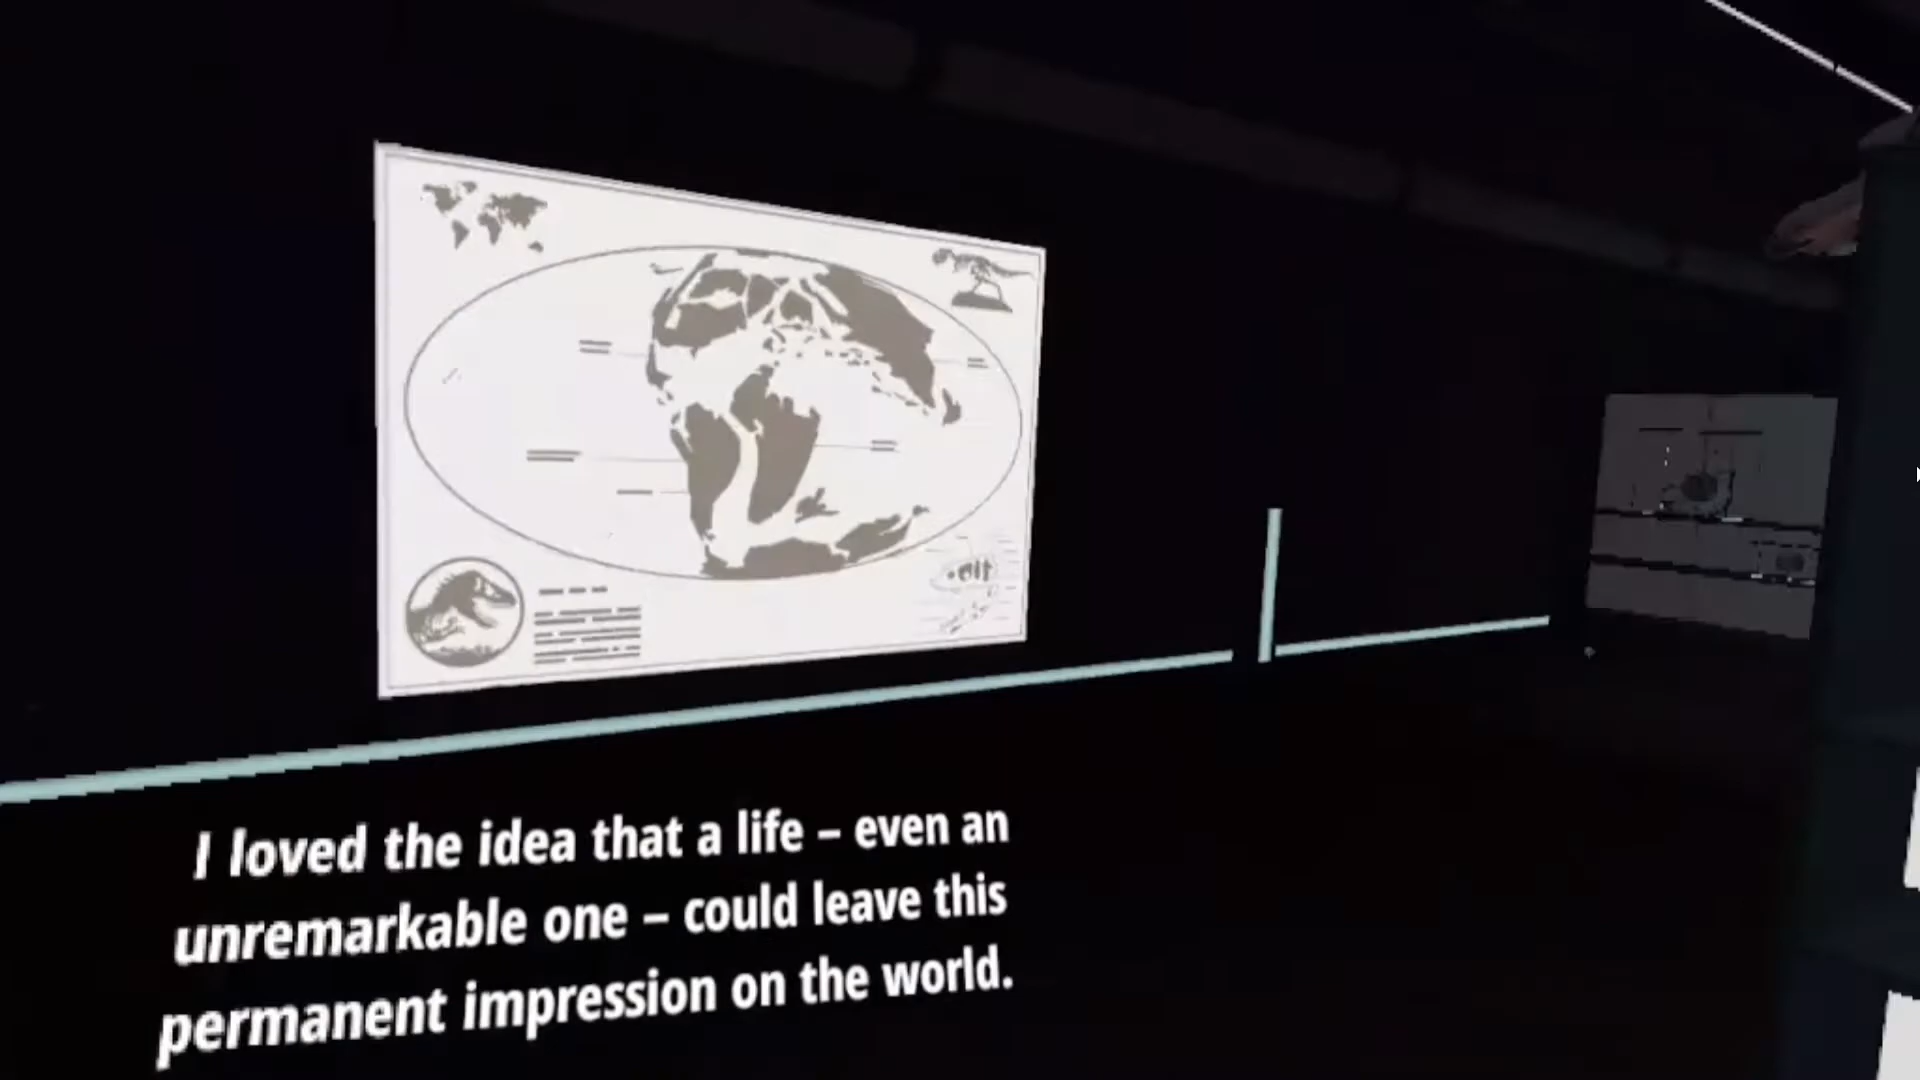 I loved the idea that a life – even an
unremarkable one – could leave this
permanent impression on the world.